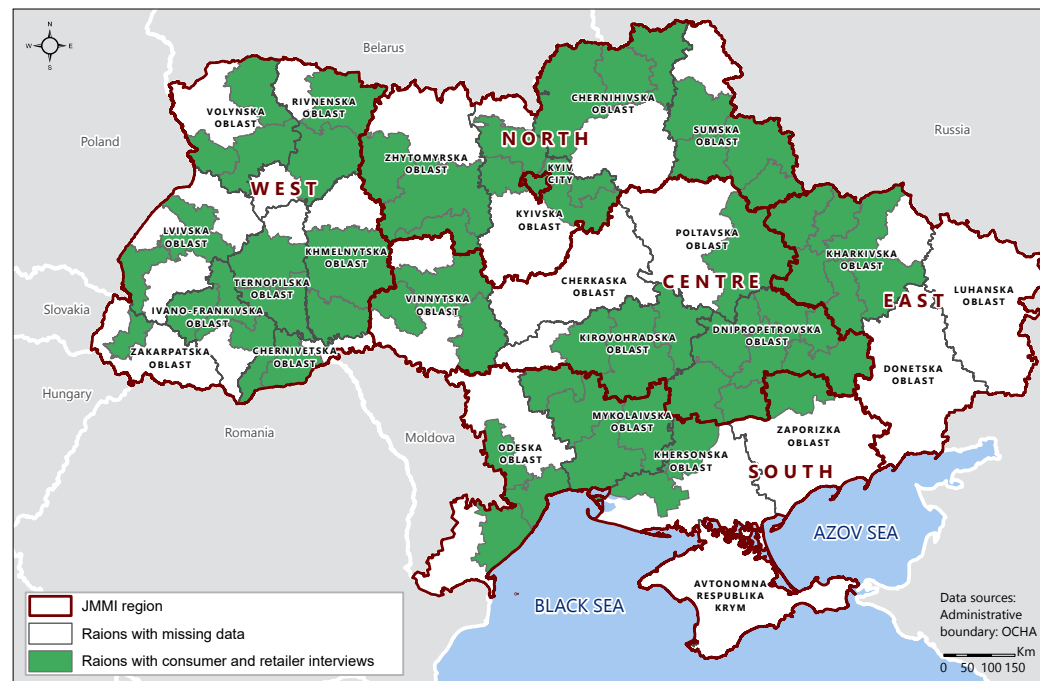 N
W
E
S
Belarus
Poland
Russia
Slovakia
Hungary
Romania
Moldova
VOLYNSKA
OBLAST
RIVNENSKA
OBLAST
ZHYTOMYRSKA
OBLAST
NORTH
CHERNIHIVSKA
OBLAST
SUMSKA
OBLAST
KYIV
CITY
WEST
KYIVSKA
OBLAST
LVIVSKA
OBLAST
KHMELNYTSKA
OBLAST
POLTAVSKA
OBLAST
KHARKIVSKA
OBLAST
TERNOPILSKA
OBLAST
CHERKASKA
OBLAST
CENTRE
EAST
LUHANSKA
OBLAST
VINNYTSKA
OBLAST
IVANO-FRANKIVSKA
OBLAST
KIROVOHRADSKA
OBLAST
DNIPROPETROVSKA
OBLAST
ZAKARPATSKA
OBLAST
CHERNIVETSKA
OBLAST
DONETSKA
OBLAST
MYKOLAIVSKA
OBLAST
ZAPORIZKA
OBLAST
ODESKA
OBLAST
KHERSONSKA
OBLAST
SOUTH
AZOV SEA
BLACK SEA
AVTONOMNA
RESPUBLIKA
KRYM
JMMI region
Raions with missing data
Raions with consumer and retailer interviews
Data sources:
Administrative
boundary: OCHA
Km
0 50 100 150